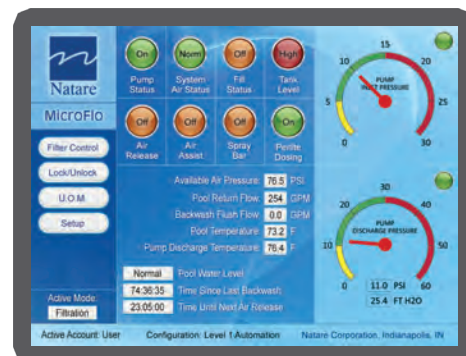 Natare
MicroFlo
Filter Control
Lock/Unlock
U.O.M.
Setup
Active Mode:
Filtration
On
Norm
Off
High
Pump Status
System Air Status
Fill Status
Tank Level
Off
Off
Off
On
Air Release
Air Assist
Spray Bar
Perlite Dosing
Available Air Pressure: 76.5 PSI
Pool Return Flow: 254 GPM
Backwash Flush Flow: 0.0 GPM
Pool Temperature: 73.2 F
Pump Discharge Temperature: 76.4 F
Normal Pool Water Level
74:36:35 Time Since Last Backwash
23:05:00 Time Until Next Air Release
0 5 10 15 20 25 30
PUMP
INLET PRESSURE
0 10 20 30 40 50 60
PUMP
DISCHARGE PRESSURE
11.0 PSI
25.4 FT H2O
Active Account: User Configuration: Level 1 Automation Natare Corporation, Indianapolis, IN